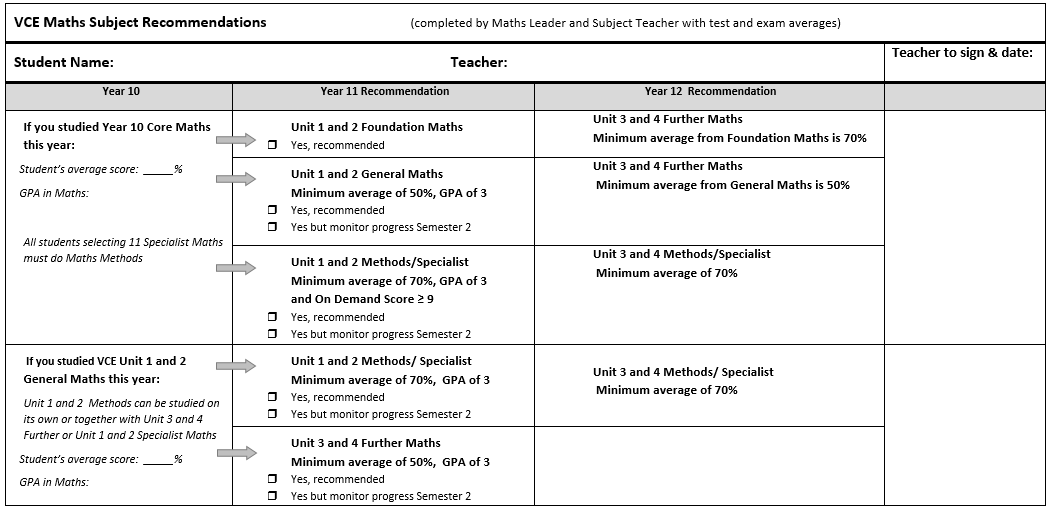 VCE Maths Subject Recommendations (completed by Maths Leader and Subject Teacher with test and exam averages)
Student Name: Teacher: Teacher to sign & date:
Year 10 Year 11 Recommendation Year 12 Recommendation
If you studied Year 10 Core Maths
this year:
Student's average score: _____%
GPA in Maths:
All students selecting 11 Specialist Maths
must do Maths Methods
Unit 1 and 2 Foundation Maths
Yes, recommended
Unit 3 and 4 Further Maths
Minimum average from Foundation Maths is 70%
Unit 1 and 2 General Maths
Minimum average of 50%, GPA of 3
Yes, recommended
Yes but monitor progress Semester 2
Unit 3 and 4 Further Maths
Minimum average from General Maths is 50%
Unit 1 and 2 Methods/Specialist
Minimum average of 70%, GPA of 3
and On Demand Score ≥ 9
Yes, recommended
Yes but monitor progress Semester 2
Unit 3 and 4 Methods/Specialist
Minimum average of 70%
If you studied VCE Unit 1 and 2
General Maths this year:
Unit 1 and 2 Methods can be studied on
its own or together with Unit 3 and 4
Further or Unit 1 and 2 Specialist Maths
Student's average score: _____%
GPA in Maths:
Unit 1 and 2 Methods/ Specialist
Minimum average of 70%, GPA of 3
Yes, recommended
Yes but monitor progress Semester 2
Unit 3 and 4 Methods/ Specialist
Minimum average of 70%
Unit 3 and 4 Further Maths
Minimum average of 50%, GPA of 3
Yes, recommended
Yes but monitor progress Semester 2